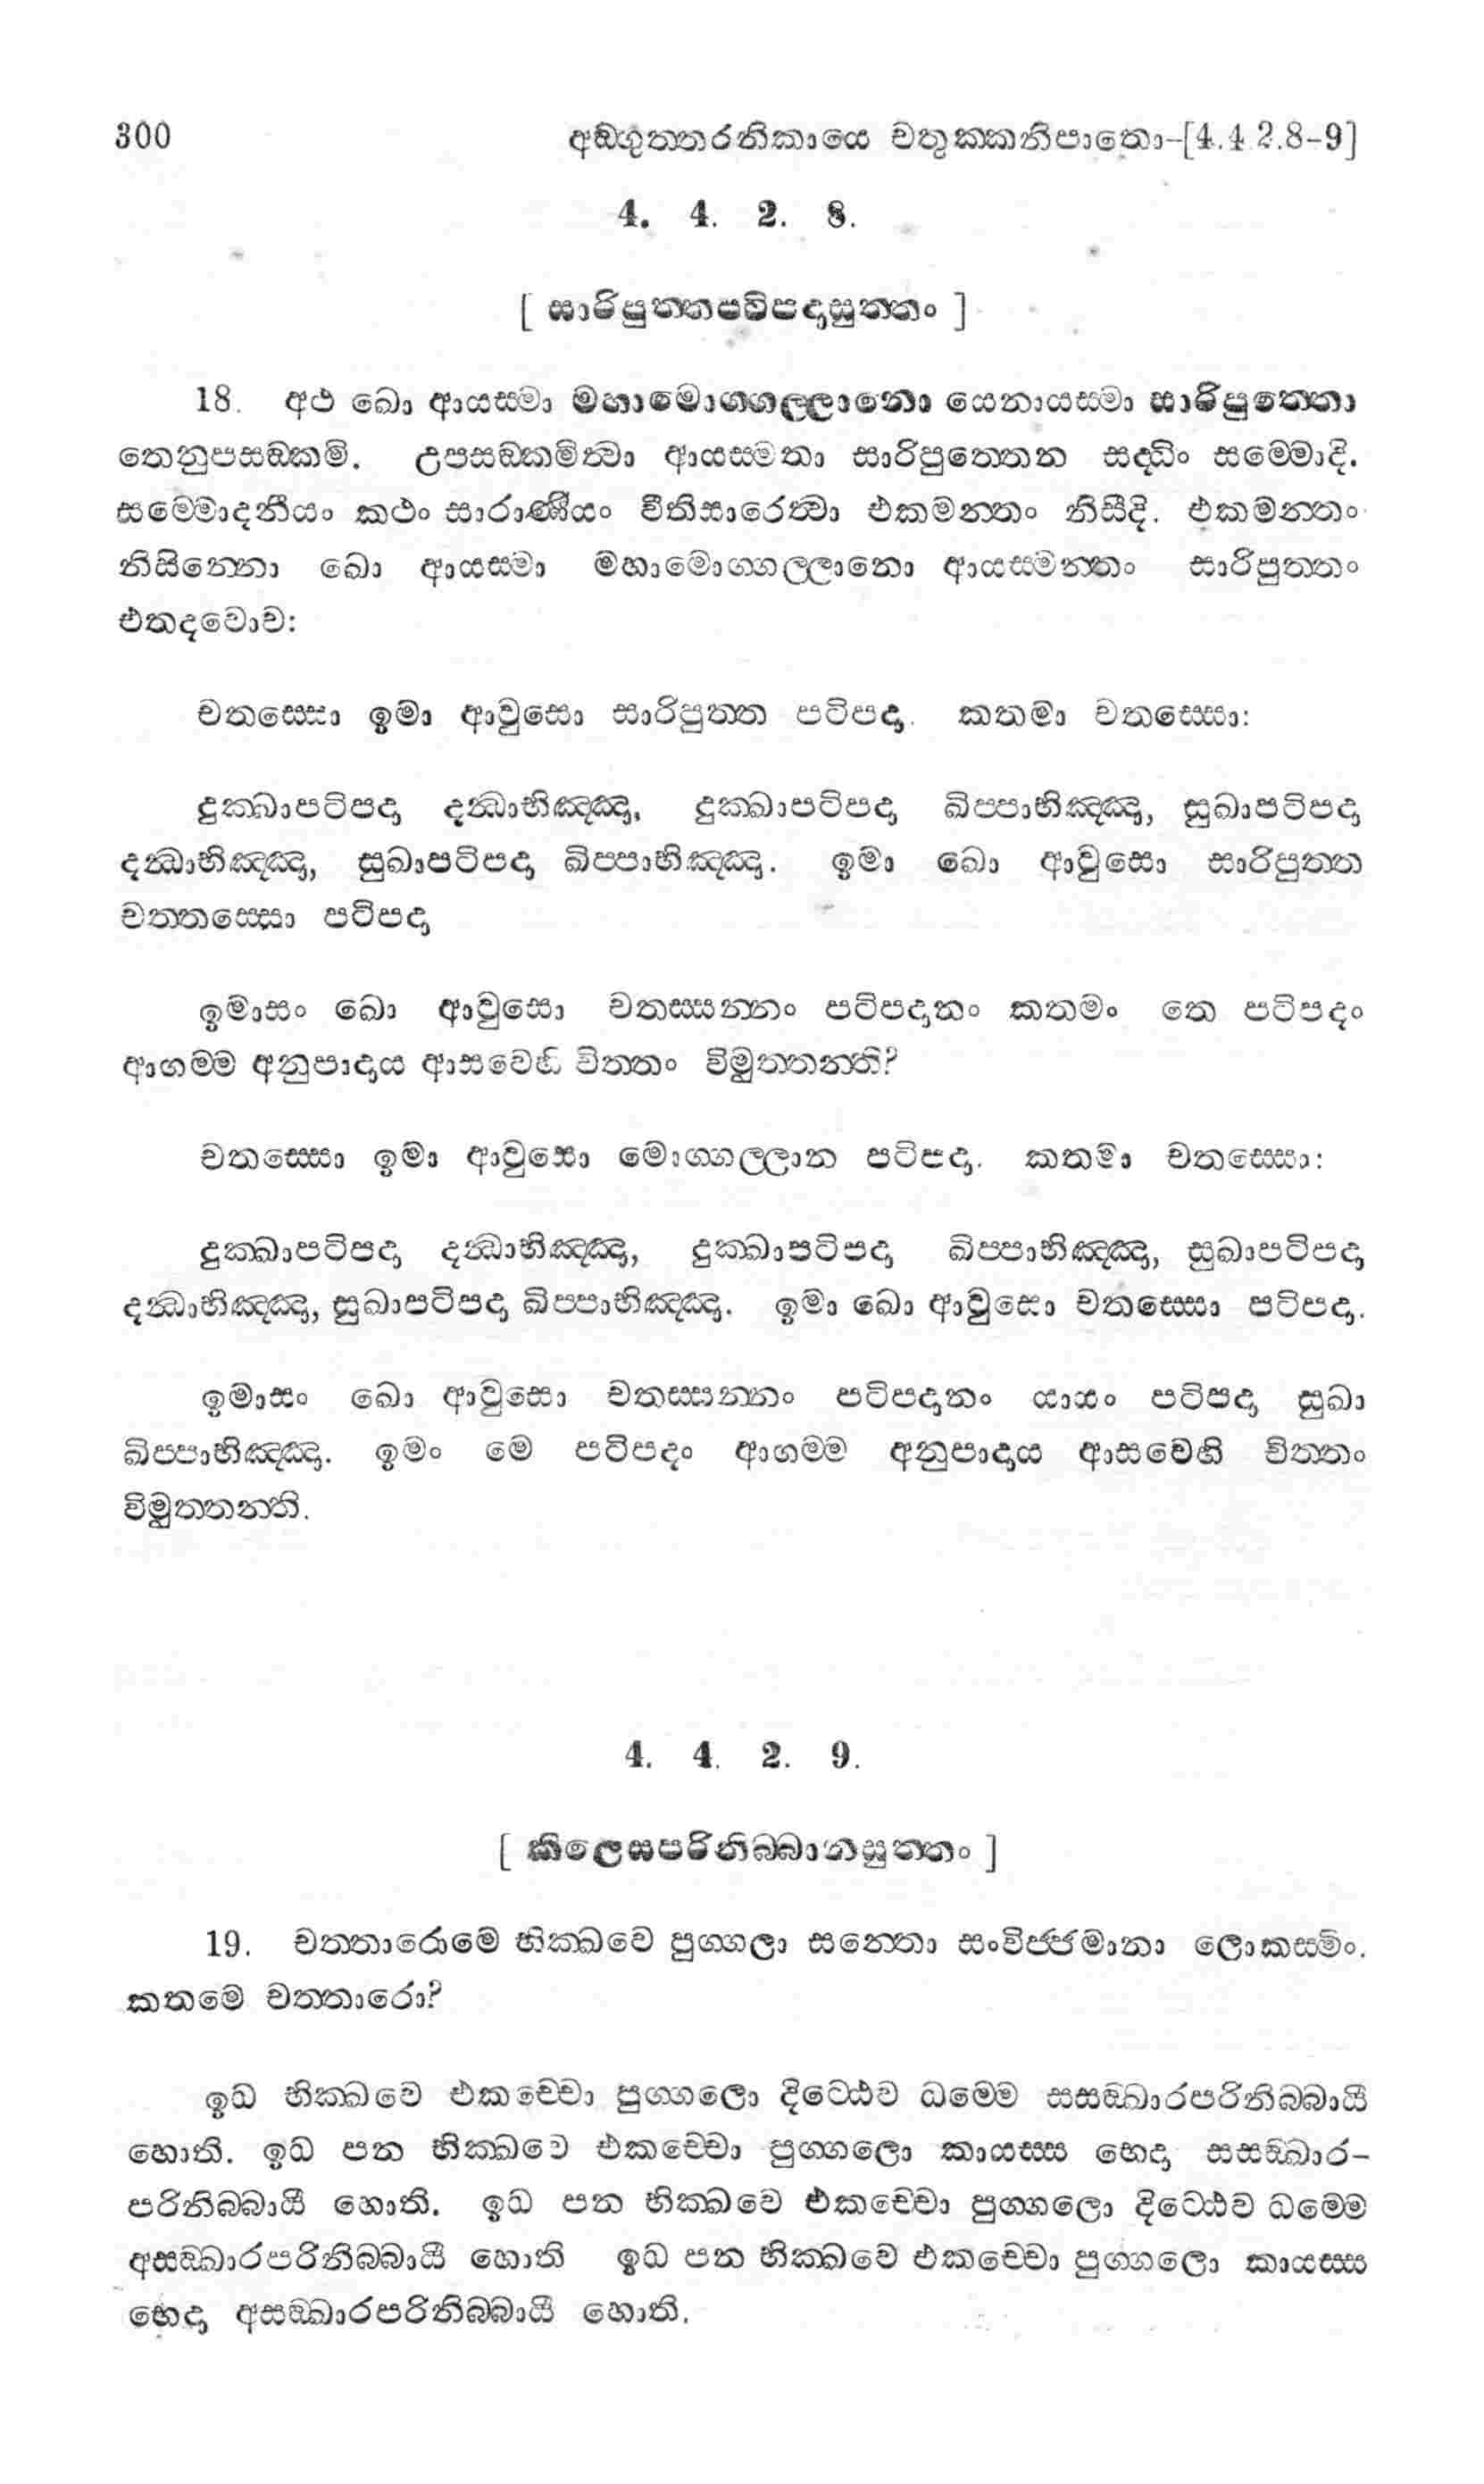 300 අඞ්ගුත්තරනිකායෙ චතුක්කනිපාතො-[4.4.2.8-9]
4. 4. 2. 8.
[ සාරිපුත්තපටිපදාසුත්තං ]
18. අථ ඛො ආයස්මා මහාමොග්ගල්ලානො යෙනායස්මා සාරිපුත්තො
තෙනුපසඞ්කමි. උපසඞ්කමිත්වා ආයස්මතා සාරිපුත්තෙන සද්ධිං සම්මොදි.
සම්මොදනීයං කථං සාරාණීයං වීතිසාරෙත්වා එකමන්තං නිසීදි. එකමන්තං
නිසින්නො ඛො ආයස්මා මහාමොග්ගල්ලානො ආයස්මන්තං සාරිපුත්තං
එතදවොච:
චතස්සො ඉමා ආවුසො සාරිපුත්ත පටිපදා. කතමා චතස්සො:
දුක්ඛාපටිපදා දන්ධාභිඤ්ඤා, දුක්ඛාපටිපදා ඛිප්පාභිඤ්ඤා, සුඛාපටිපදා
දන්ධාභිඤ්ඤා, සුඛාපටිපදා ඛිප්පාභිඤ්ඤා. ඉමා ඛො ආවුසො සාරිපුත්ත
චත්තස්සො පටිපදා
ඉමාසං ඛො ආවුසො චතස්සන්නං පටිපදානං කතමං තෙ පටිපදං
ආගම්ම අනුපාදාය ආසවෙහි චිත්තං විමුත්තන්ති?
චතස්සො ඉමා ආවුසො මොග්ගල්ලාන පටිපදා. කතමා චතස්සො:
දුක්ඛාපටිපදා දන්ධාභිඤ්ඤා, දුක්ඛාපටිපදා ඛිප්පාභිඤ්ඤා, සුඛාපටිපදා
දන්ධාභිඤ්ඤා, සුඛාපටිපදා ඛිප්පාභිඤ්ඤා. ඉමා ඛො ආවුසො චතස්සො පටිපදා.
ඉමාසං ඛො ආවුසො චතස්සන්නං පටිපදානං යායං පටිපදා සුඛා
ඛිප්පාභිඤ්ඤා. ඉමං මෙ පටිපදං ආගම්ම අනුපාදාය ආසවෙහි චිත්තං
විමුත්තන්ති.
4. 4. 2. 9.
[ කිලෙසපරිනිබ්බානසුත්තං ]
19. චත්තාරොමෙ භික්ඛවෙ පුග්ගලා සන්තො සංවිජ්ජමානා ලොකස්මිං.
කතමෙ චත්තාරො?
ඉධ භික්ඛවෙ එකච්චො පුග්ගලො දිට්ඨෙව ධම්මෙ සසඞ්ඛාරපරිනිබ්බායී
හොති. ඉධ පන භික්ඛවෙ එකච්චො පුග්ගලො කායස්ස භෙදා සසඞ්ඛාර-
පරිනිබ්බායී හොති. ඉධ පන භික්ඛවෙ එකච්චො පුග්ගලො දිට්ඨෙව ධම්මෙ
අසඞ්ඛාරපරිනිබ්බායී හොති ඉධ පන භික්ඛවෙ එකච්චො පුග්ගලො කායස්ස
භෙදා අසඞ්ඛාරපරිනිබ්බායී හොති.